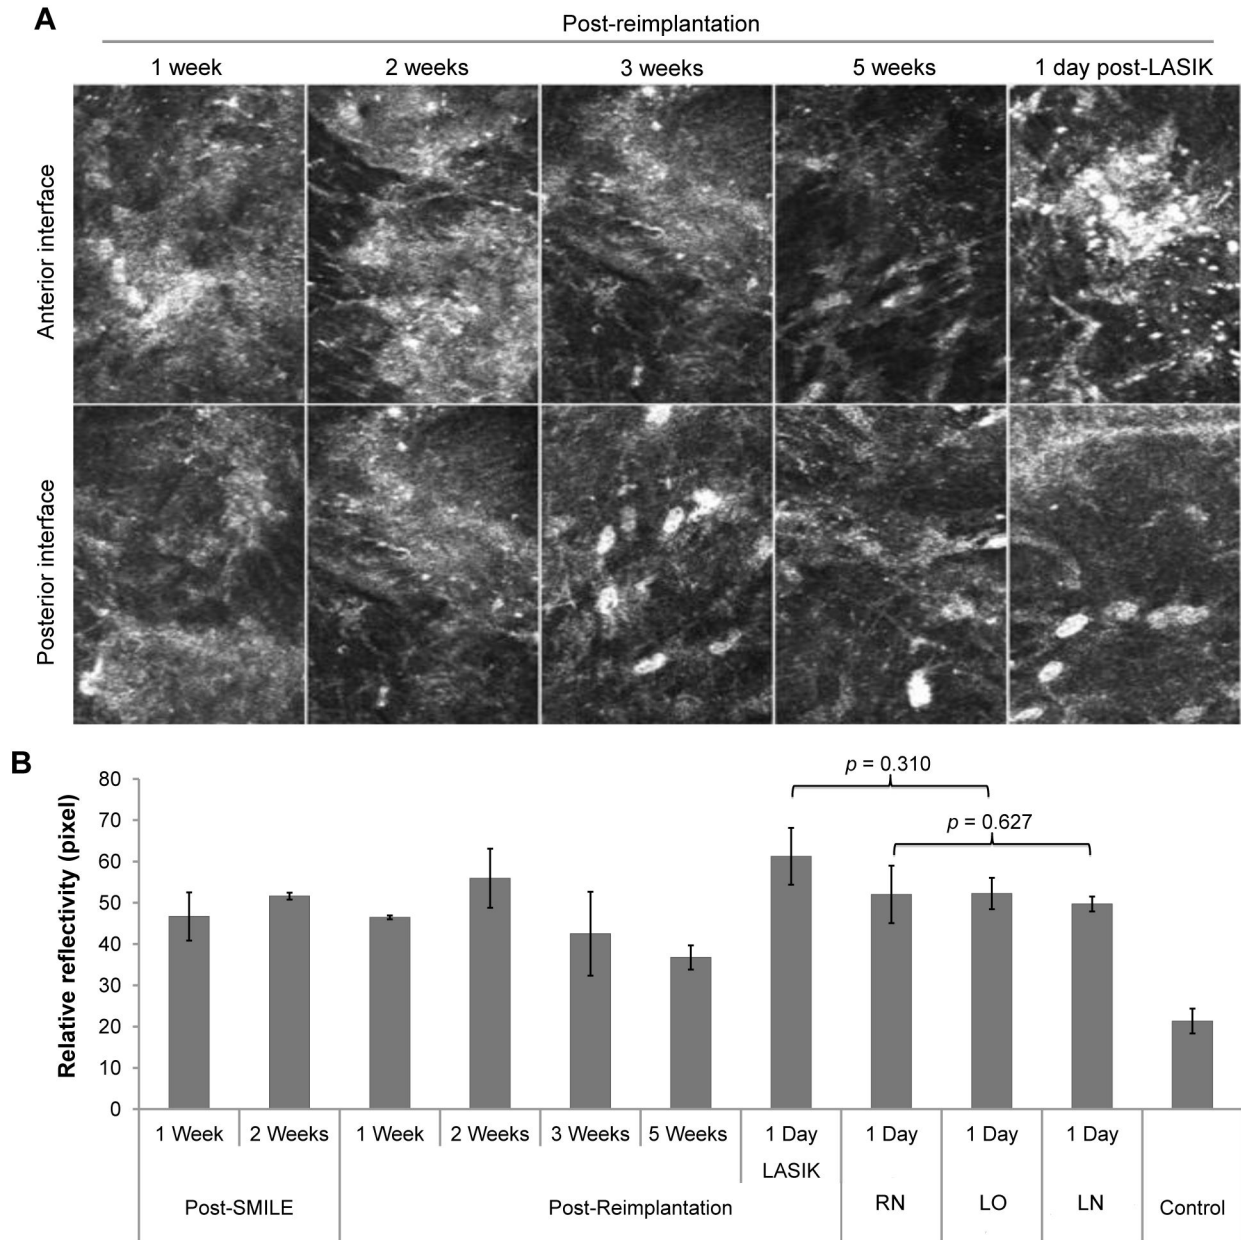 A
Post-reimplantation
1 week 2 weeks 3 weeks 5 weeks 1 day post-LASIK
Anterior interface
Posterior interface
B
Relative reflectivity (pixel)
80
70
60
50
40
30
20
10
0
p = 0.310
p = 0.627
1 Week 2 Weeks 1 Week 2 Weeks 3 Weeks 5 Weeks 1 Day 1 Day 1 Day 1 Day
LASIK
Post-SMILE Post-Reimplantation RN LO LN Control